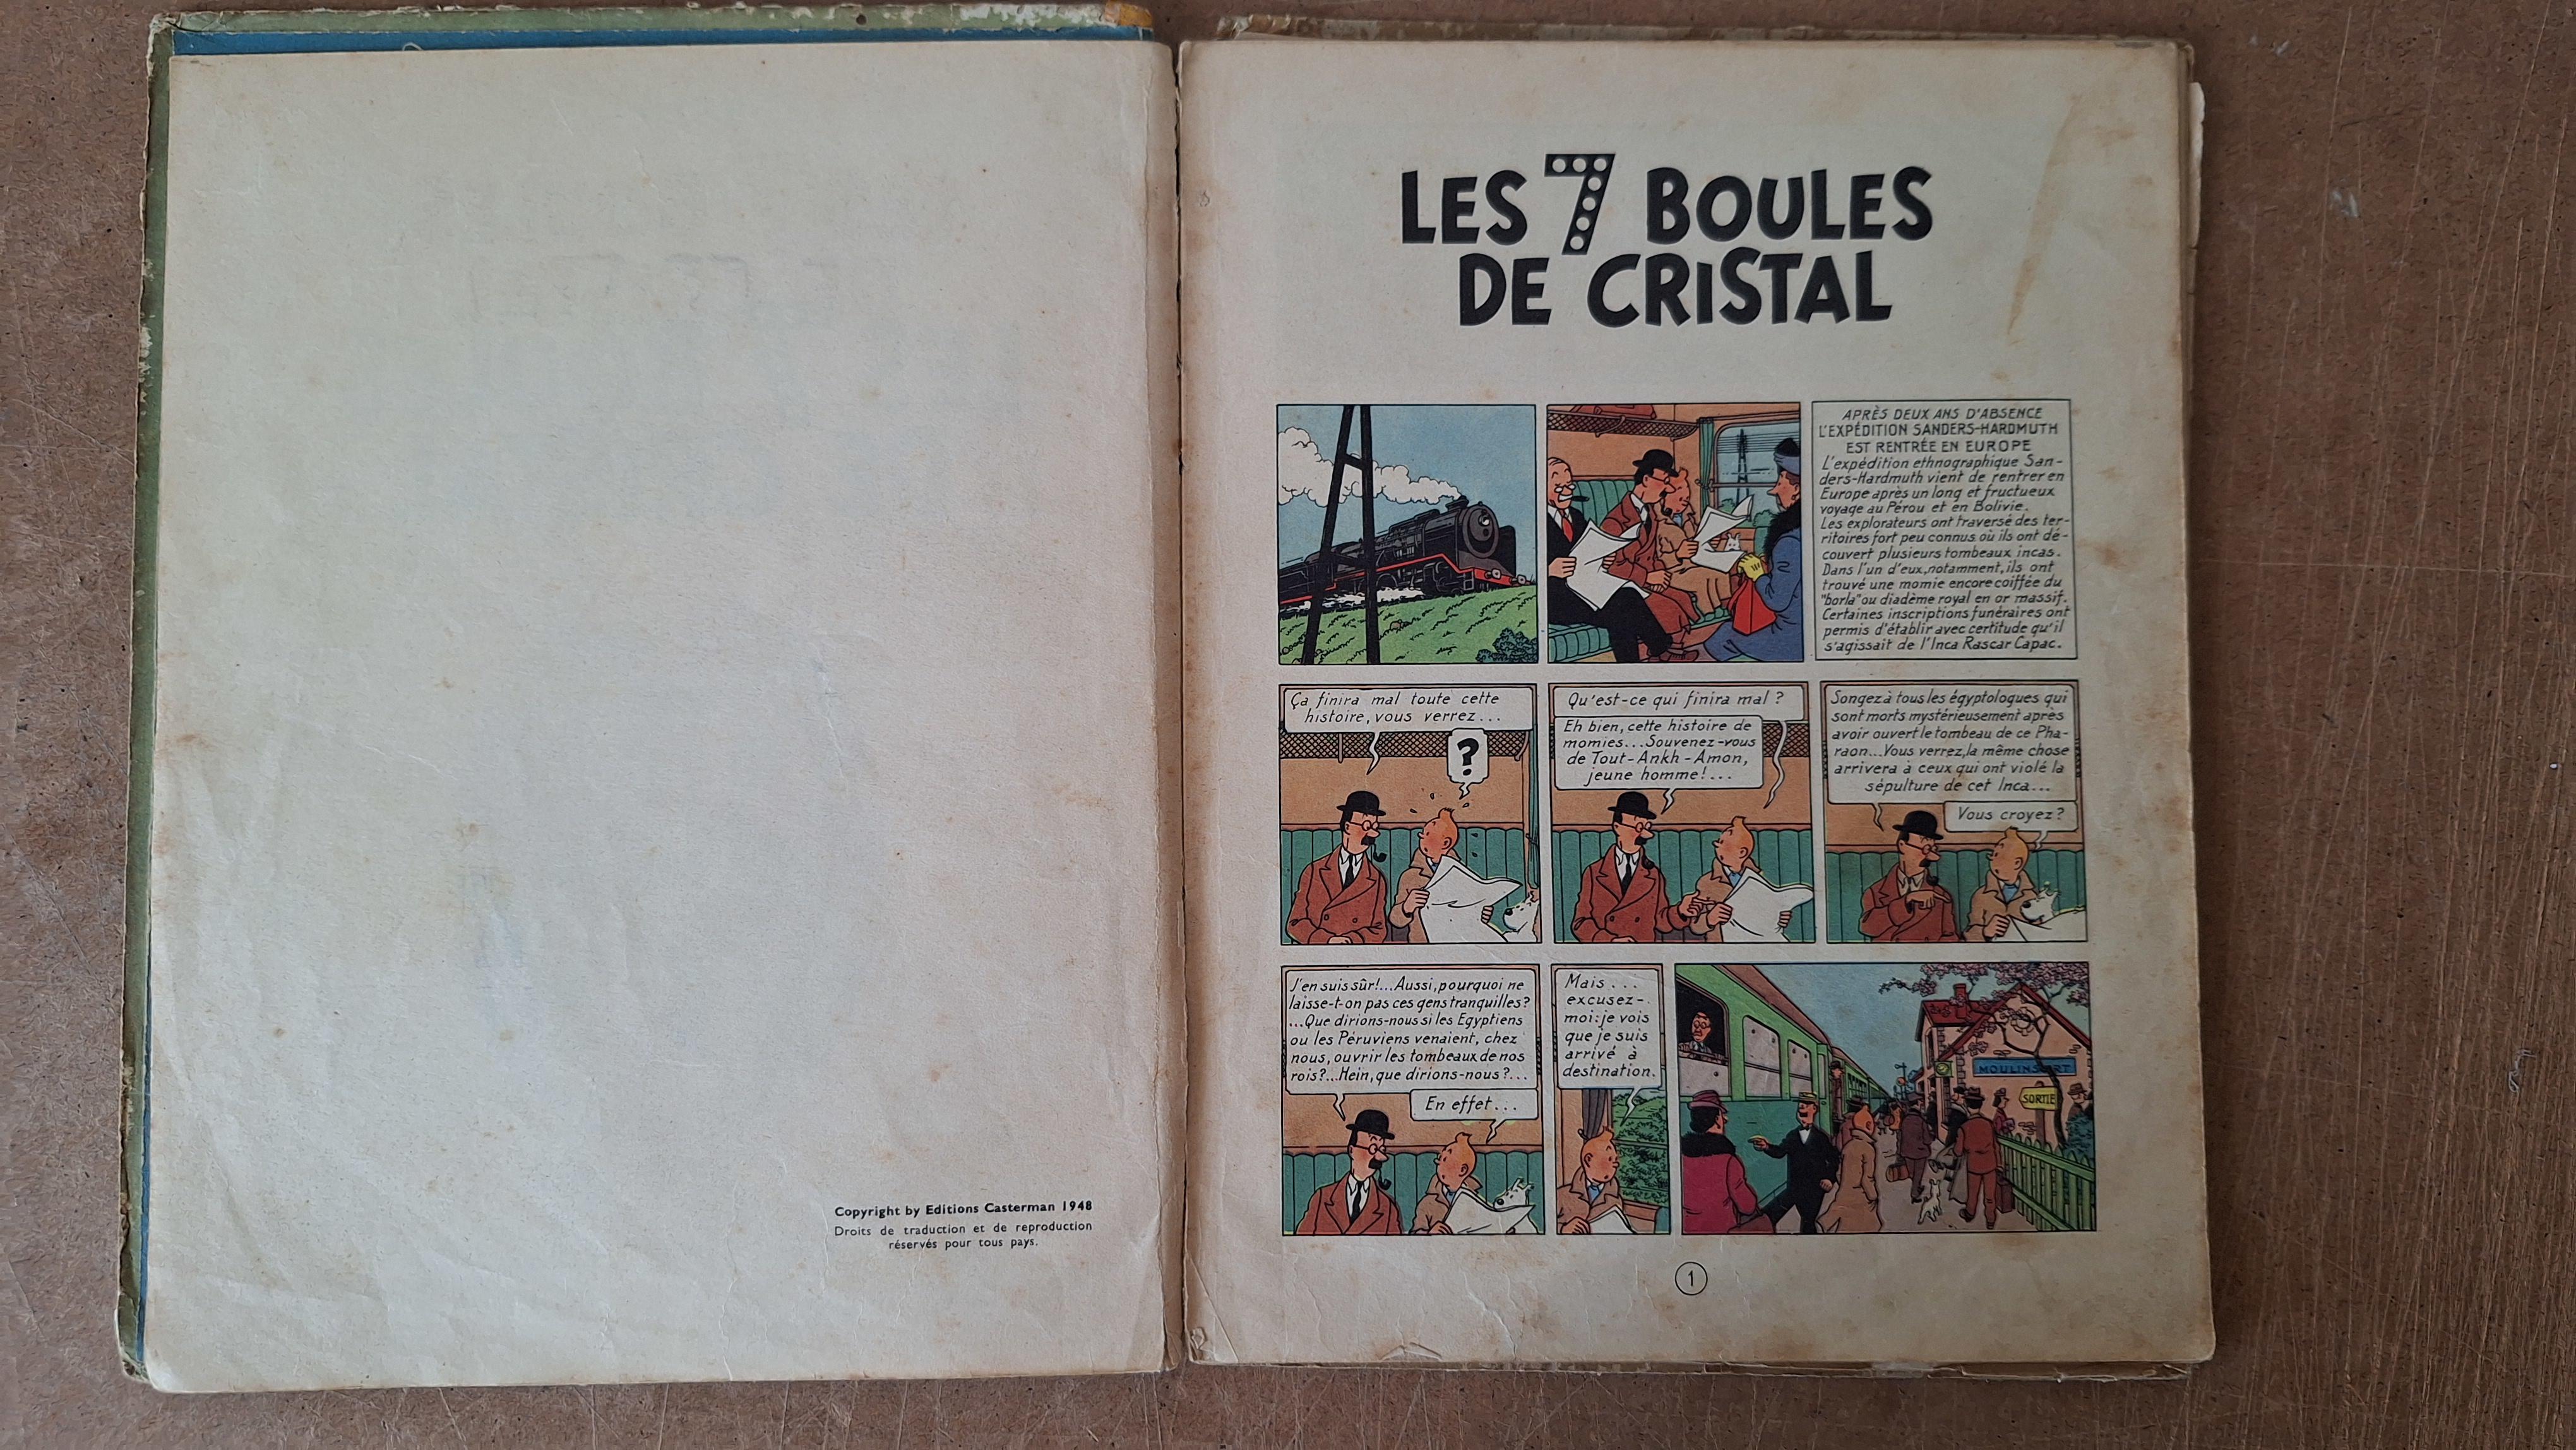 Copyright by Editions Casterman 1948
Droits de traduction et de reproduction
réservés pour tous pays.
LES 7 BOULES
DE CRISTAL
APRÈS DEUX ANS D'ABSENCE
L'EXPÉDITION SANDERS-HARDMUTH
EST RENTRÉE EN EUROPE
L'expédition ethnographique San-
ders-Hardmuth vient de rentrer en
Europe après un long et fructueux
voyage au Pérou et en Bolivie.
Les explorateurs ont traversé des ter-
ritoires fort peu connus où ils ont dé-
couvert plusieurs tombeaux incas.
Dans l'un d'eux, notamment, ils ont
trouvé une momie encore coiffée du
"borla" ou diadème royal en or massif.
Certaines inscriptions funéraires ont
permis d'établir avec certitude qu'il
s'agissait de l'Inca Rascar Capac.
Ça finira mal toute cette
histoire, vous verrez...
?
Qu'est-ce qui finira mal ?
Eh bien, cette histoire de
momies...Souvenez-vous
de Tout-Ankh-Amon,
jeune homme!...
Songez à tous les égyptologues qui
sont morts mystérieusement après
avoir ouvert le tombeau de ce Pha-
raon...Vous verrez, la même chose
arrivera à ceux qui ont violé la
sépulture de cet Inca...
Vous croyez?
J'en suis sûr!...Aussi, pourquoi ne
laisse-t-on pas ces gens tranquilles?
...Que dirions-nous si les Egyptiens
ou les Péruviens venaient, chez
nous, ouvrir les tombeaux de nos
rois?...Hein, que dirions-nous?...
En effet...
Mais...
excusez-
moi: je vois
que je suis
arrivé à
destination.
MOULINSART
SORTIE
1